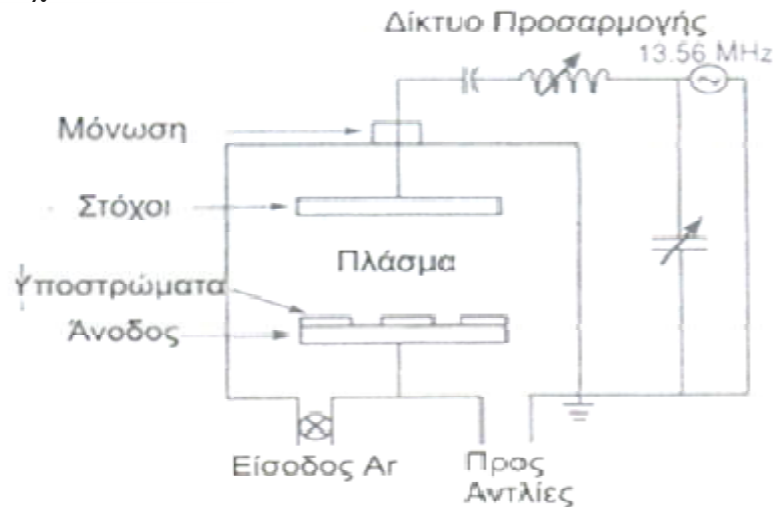 Δίκτυο Προσαρμογής
13.56 MHz
Μόνωση
Στόχοι
Πλάσμα
Υποστρώματα
Άνοδος
Είσοδος Ar
Προς
Αντλίες